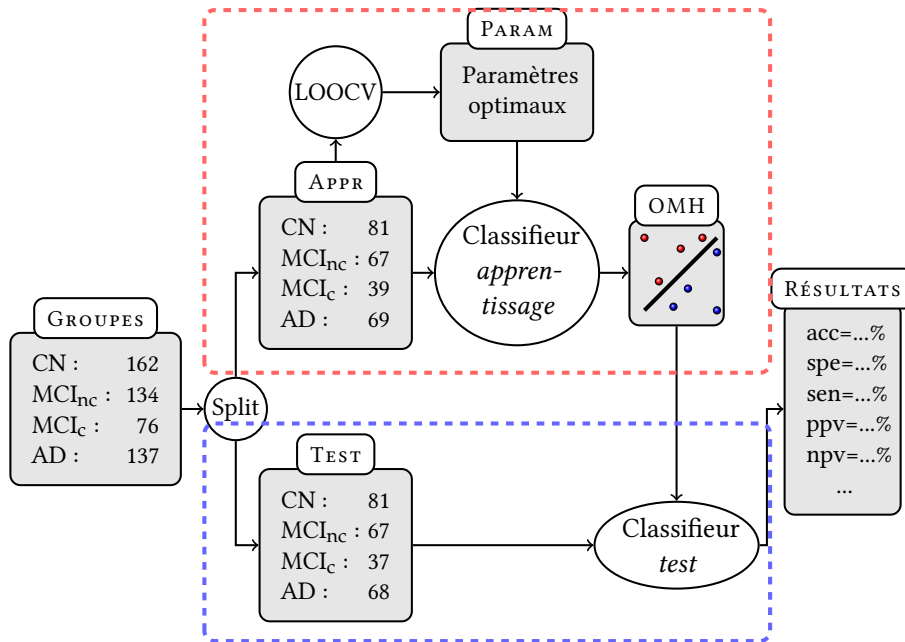 PARAM
LOOCV
Paramètres
optimaux
APPR
CN : 81
MCInc : 67
MCIc : 39
AD : 69
Classifieur
appren-
tissage
OMH
GROUPES
CN : 162
MCInc : 134
MCIc : 76
AD : 137
Split
TEST
CN : 81
MCInc : 67
MCIc : 37
AD : 68
Classifieur
test
RÉSULTATS
acc=...%
spe=...%
sen=...%
ppv=...%
npv=...%
...